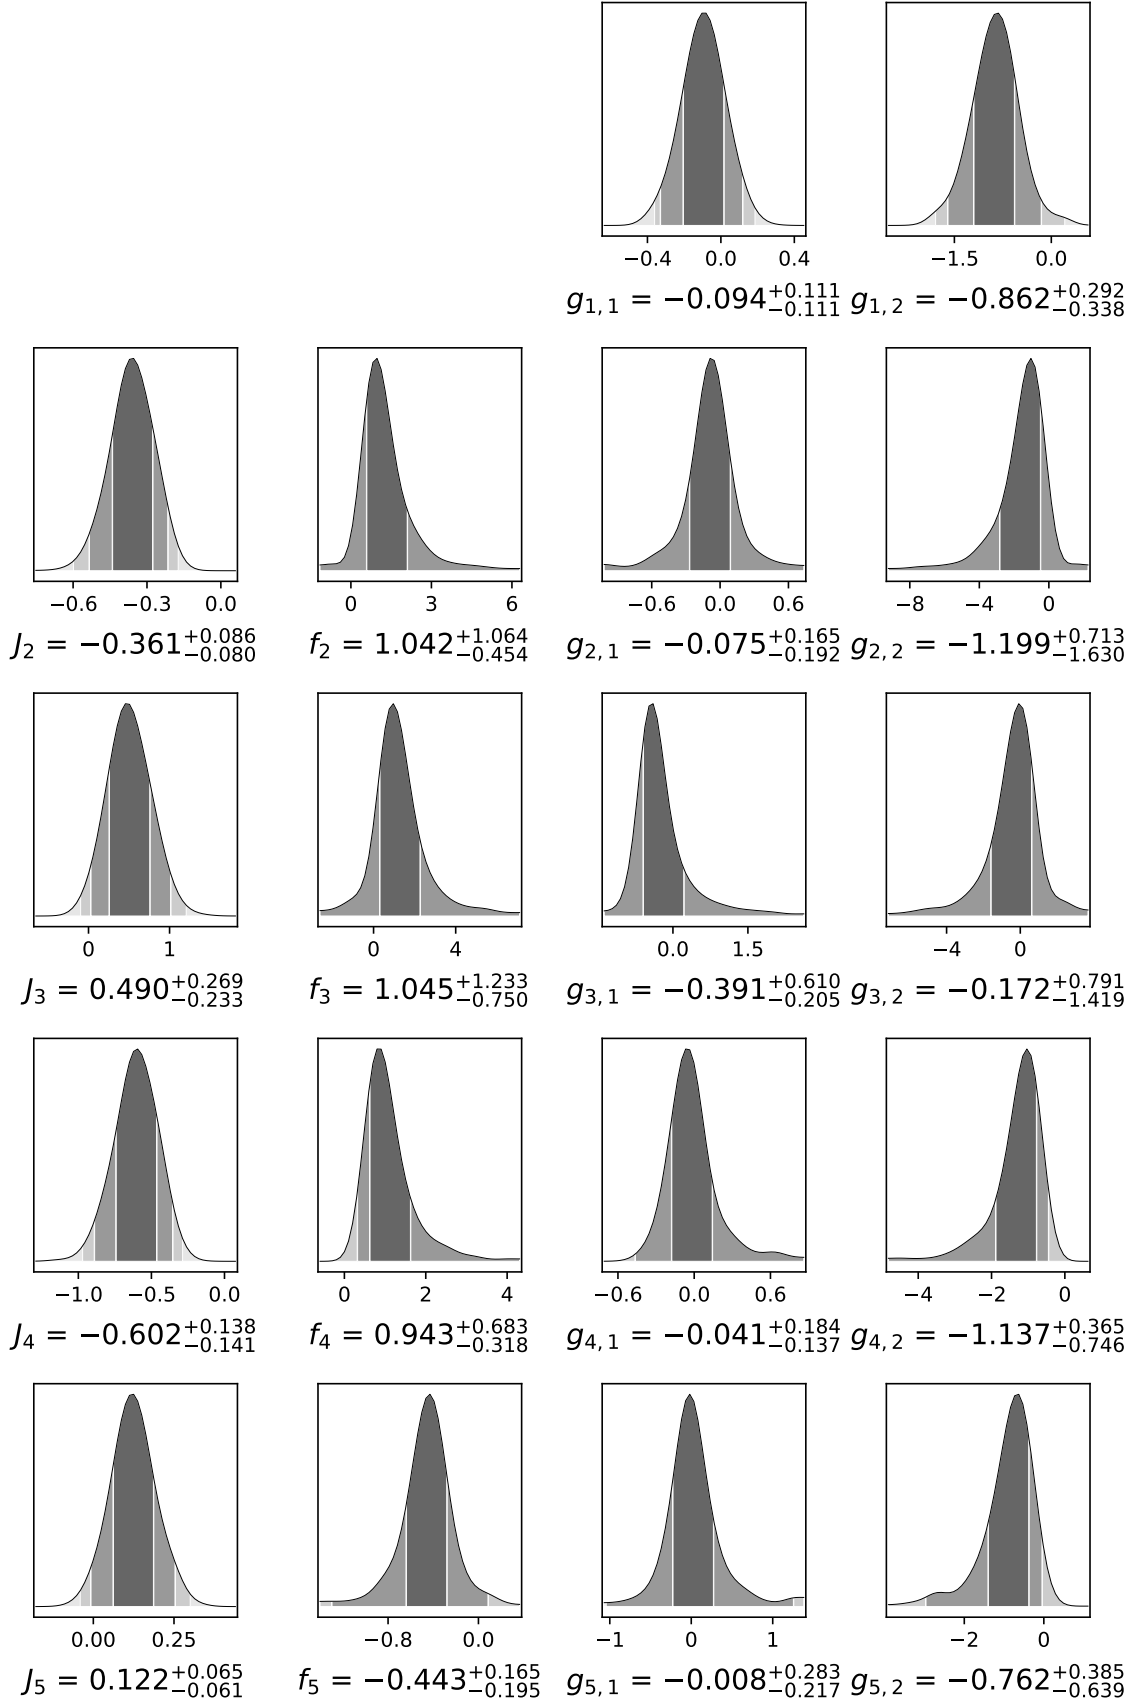 −0.4 0.0 0.4 −1.5 0.0
g1, 1 = −0.094 +0.111 −0.111 g1, 2 = −0.862 +0.292 −0.338
−0.6 −0.3 0.0 0 3 6 −0.6 0.0 0.6 −8 −4 0
J2 = −0.361 +0.086 −0.080 f2 = 1.042 +1.064 −0.454 g2, 1 = −0.075 +0.165 −0.192 g2, 2 = −1.199 +0.713 −1.630
0 1 0 4 0.0 1.5 −4 0
J3 = 0.490 +0.269 −0.233 f3 = 1.045 +1.233 −0.750 g3, 1 = −0.391 +0.610 −0.205 g3, 2 = −0.172 +0.791 −1.419
−1.0 −0.5 0.0 0 2 4 −0.6 0.0 0.6 −4 −2 0
J4 = −0.602 +0.138 −0.141 f4 = 0.943 +0.683 −0.318 g4, 1 = −0.041 +0.184 −0.137 g4, 2 = −1.137 +0.365 −0.746
0.00 0.25 −0.8 0.0 −1 0 1 −2 0
J5 = 0.122 +0.065 −0.061 f5 = −0.443 +0.165 −0.195 g5, 1 = −0.008 +0.283 −0.217 g5, 2 = −0.762 +0.385 −0.639